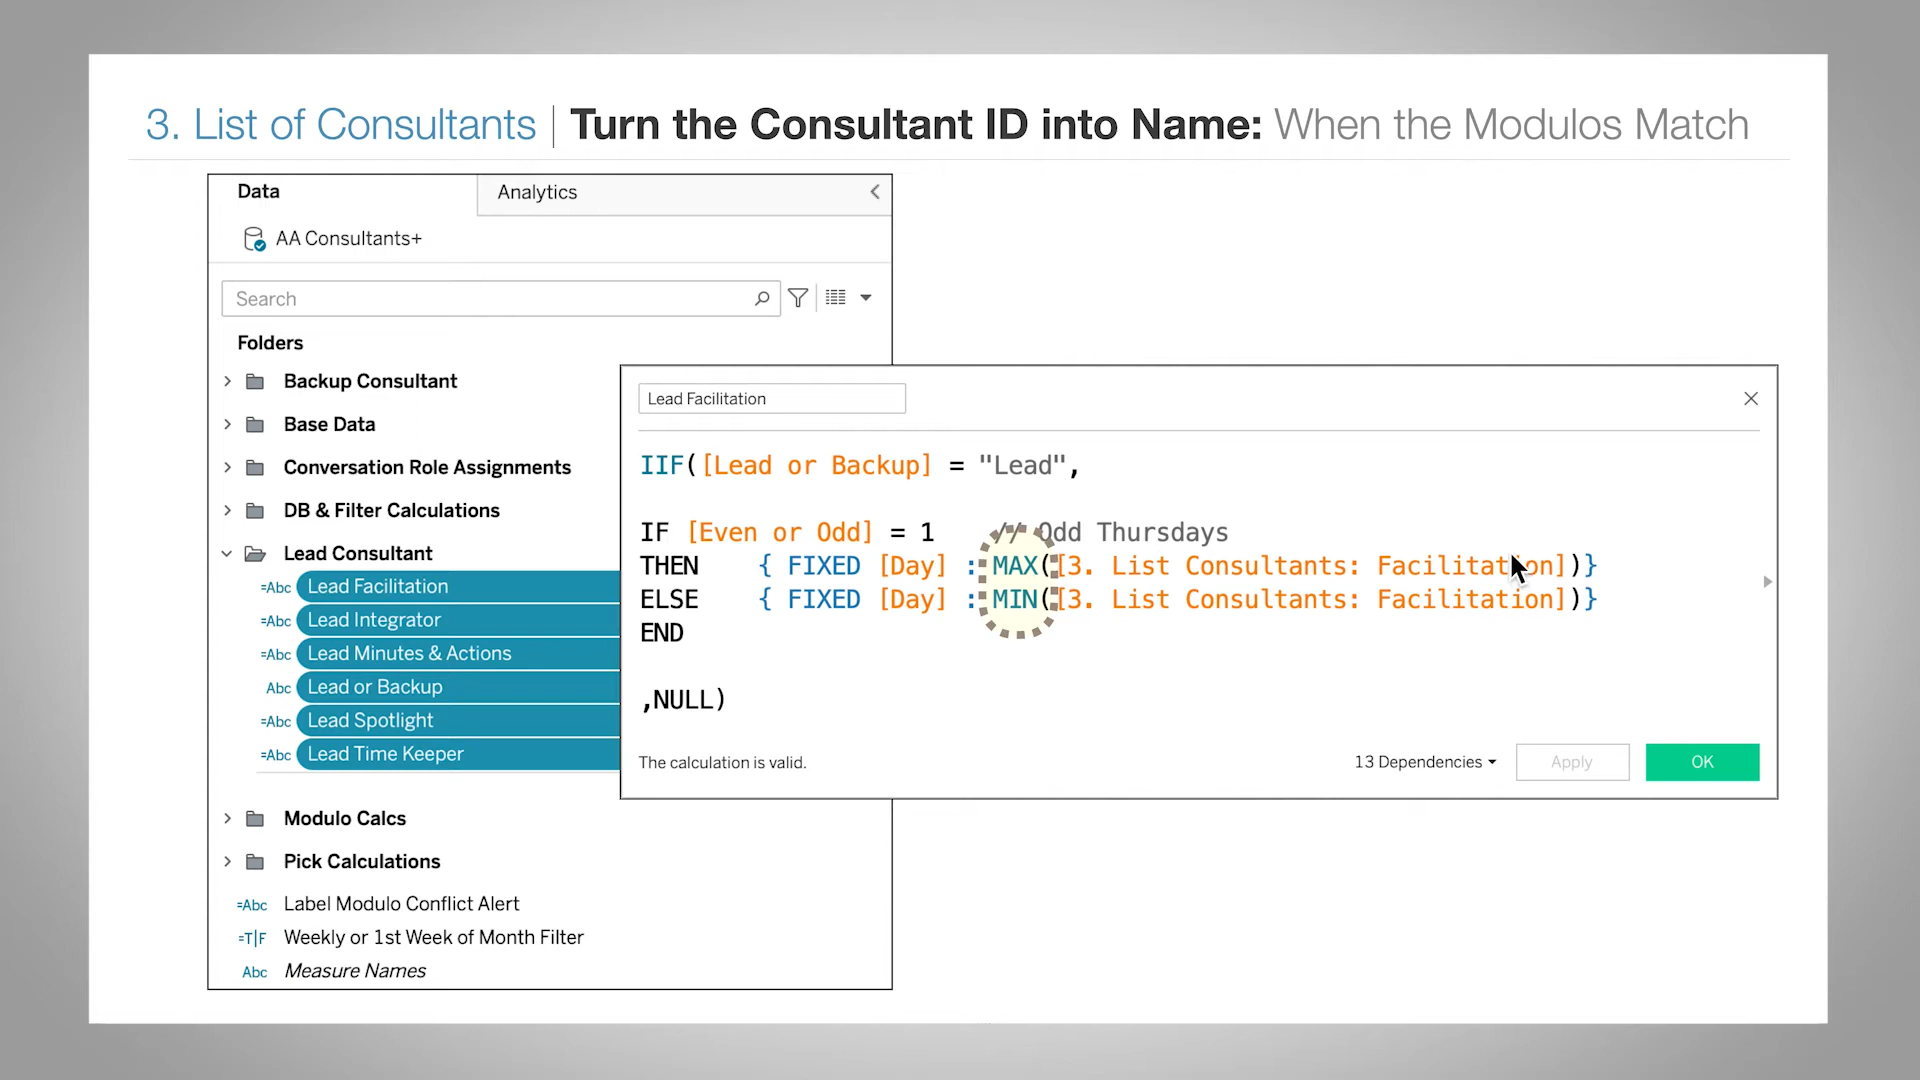 3. List of Consultants | Turn the Consultant ID into Name: When the Modulos Match
Data
Analytics
AA Consultants+
Search
Folders
Backup Consultant
Base Data
Conversation Role Assignments
DB & Filter Calculations
Lead Consultant
=Abc Lead Facilitation
=Abc Lead Integrator
=Abc Lead Minutes & Actions
Abc Lead or Backup
=Abc Lead Spotlight
=Abc Lead Time Keeper
Modulo Calcs
Pick Calculations
=Abc Label Modulo Conflict Alert
=T|F Weekly or 1st Week of Month Filter
Abc Measure Names
Lead Facilitation
IIF([Lead or Backup] = "Lead",
IF [Even or Odd] = 1 // Odd Thursdays
THEN { FIXED [Day] : MAX([3. List Consultants: Facilitation])}
ELSE { FIXED [Day] : MIN([3. List Consultants: Facilitation])}
END
,NULL)
The calculation is valid.
13 Dependencies
Apply
OK